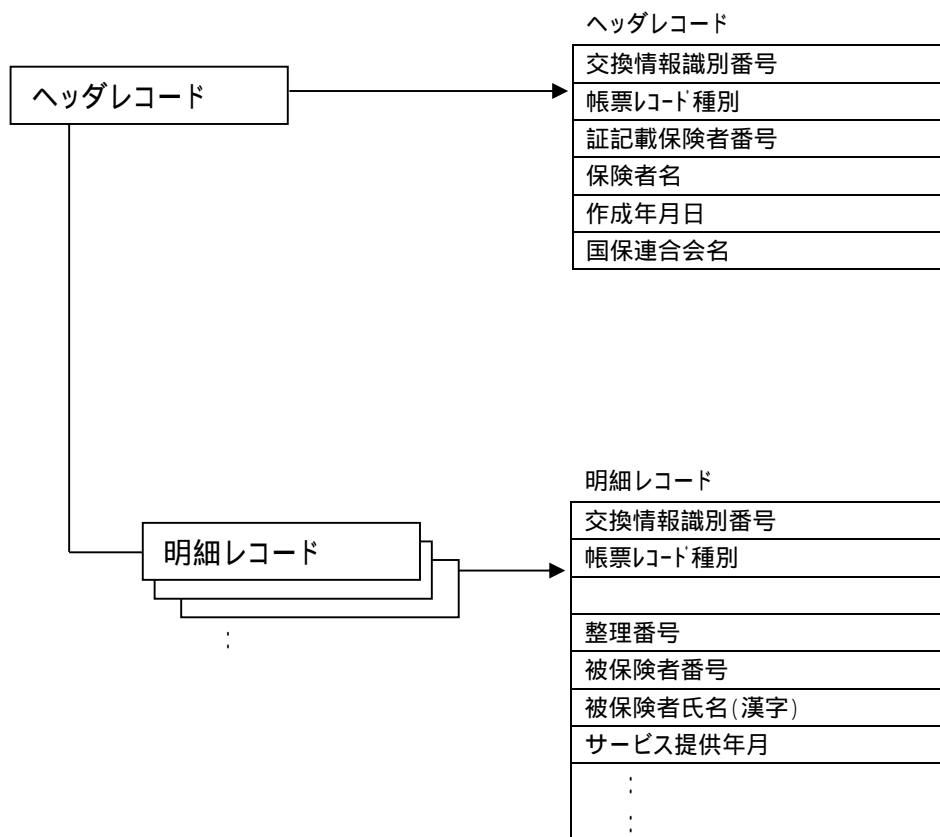 ヘッダレコード
ヘッダレコード
交換情報識別番号
帳票ﾚｺｰﾄﾞ種別
証記載保険者番号
保険者名
作成年月日
国保連合会名
明細レコード
明細レコード
交換情報識別番号
帳票ﾚｺｰﾄﾞ種別
整理番号
被保険者番号
被保険者氏名(漢字)
サービス提供年月
:
:
: